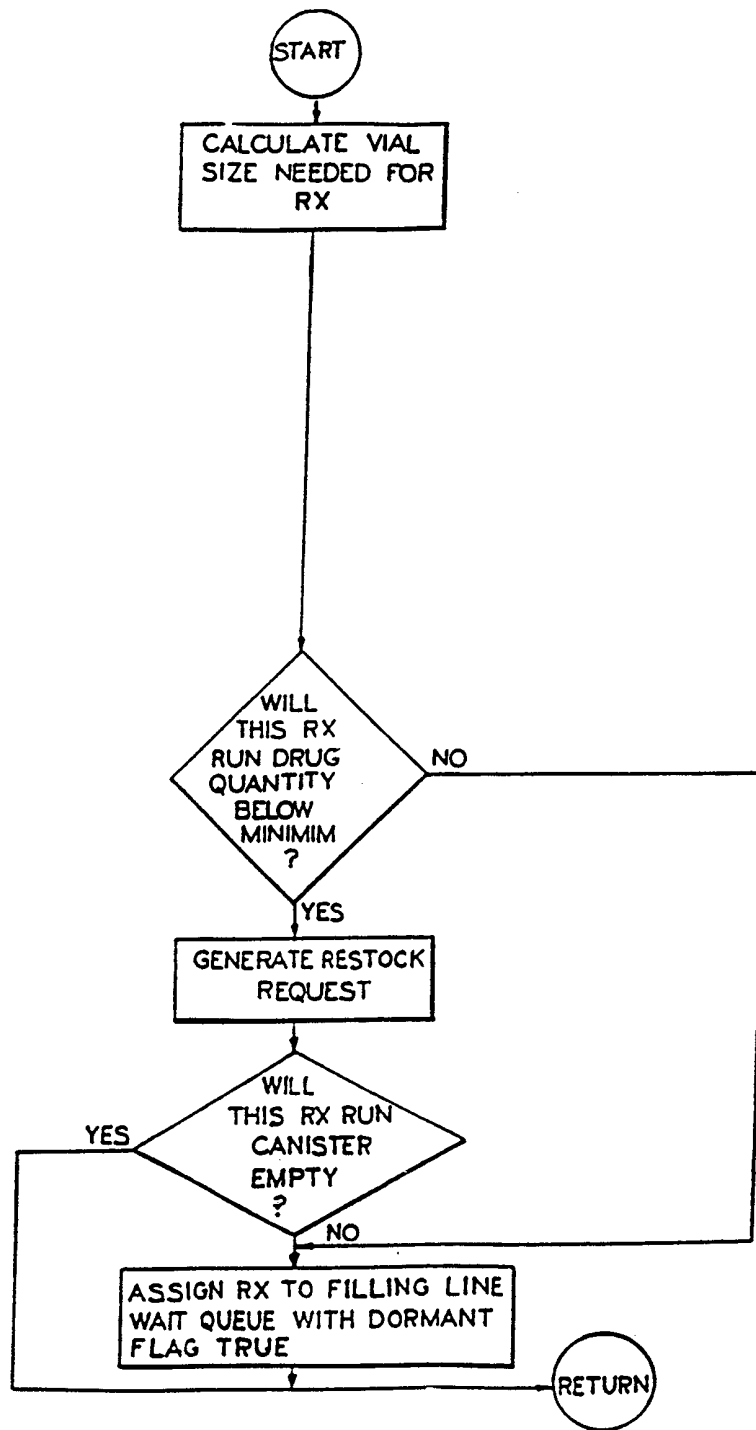 START
CALCULATE VIAL
SIZE NEEDED FOR
RX
WILL
THIS RX
RUN DRUG
QUANTITY
BELOW
MINIMIM
?
NO
YES
GENERATE RESTOCK
REQUEST
WILL
THIS RX RUN
CANISTER
EMPTY
?
YES
NO
ASSIGN RX TO FILLING LINE
WAIT QUEUE WITH DORMANT
FLAG TRUE
RETURN